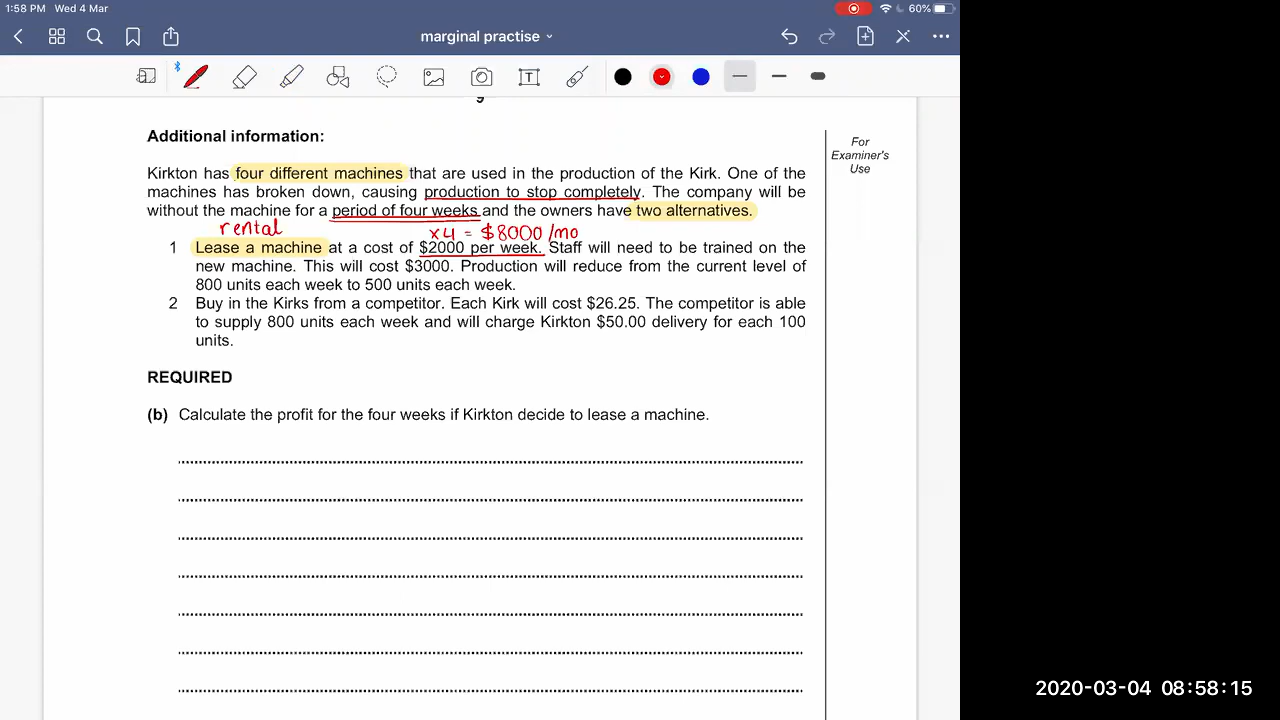 1:58 PM Wed 4 Mar
60%
marginal practise
T
g
Additional information:
For
Examiner's
Use
Kirkton has four different machines that are used in the production of the Kirk. One of the
machines has broken down, causing production to stop completely. The company will be
without the machine for a period of four weeks and the owners have two alternatives.
rental
x4 = $8000/mo
1 Lease a machine at a cost of $2000 per week. Staff will need to be trained on the
new machine. This will cost $3000. Production will reduce from the current level of
800 units each week to 500 units each week.
2 Buy in the Kirks from a competitor. Each Kirk will cost $26.25. The competitor is able
to supply 800 units each week and will charge Kirkton $50.00 delivery for each 100
units.
REQUIRED
(b) Calculate the profit for the four weeks if Kirkton decide to lease a machine.
2020-03-04 08:58:15